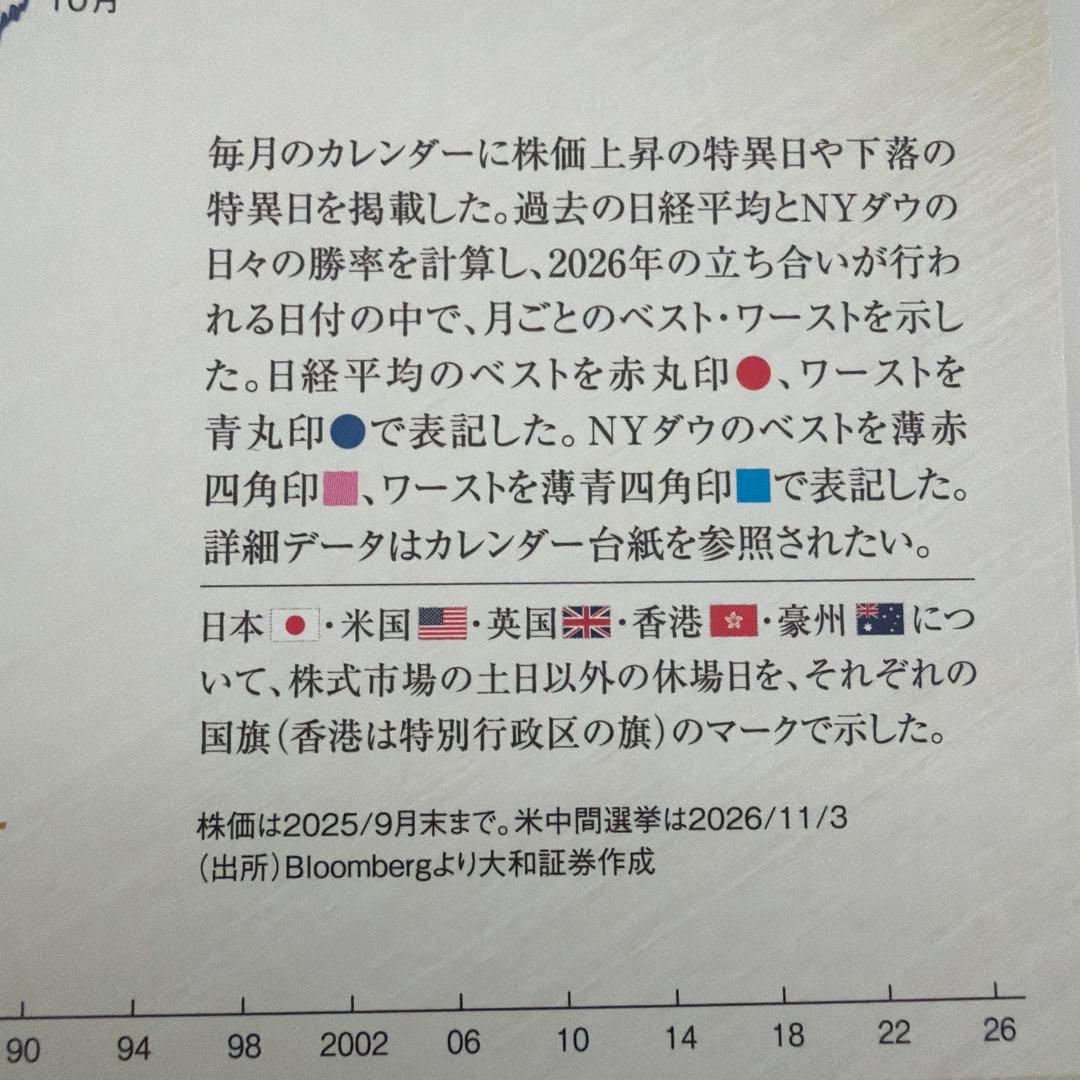 10月
毎月のカレンダーに株価上昇の特異日や下落の
特異日を掲載した。過去の日経平均とNYダウの
日々の勝率を計算し、2026年の立ち合いが行わ
れる日付の中で、月ごとのベスト・ワーストを示し
た。日経平均のベストを赤丸印●、ワーストを
青丸印●で表記した。NYダウのベストを薄赤
四角印■、ワーストを薄青四角印■で表記した。
詳細データはカレンダー台紙を参照されたい。
日本🇯🇵・米国🇺🇸・英国🇬🇧・香港🇭🇰・豪州🇦🇺につ
いて、株式市場の土日以外の休場日を、それぞれの
国旗(香港は特別行政区の旗)のマークで示した。
株価は2025/9月末まで。米中間選挙は2026/11/3
(出所)Bloombergより大和証券作成
90 94 98 2002 06 10 14 18 22 26